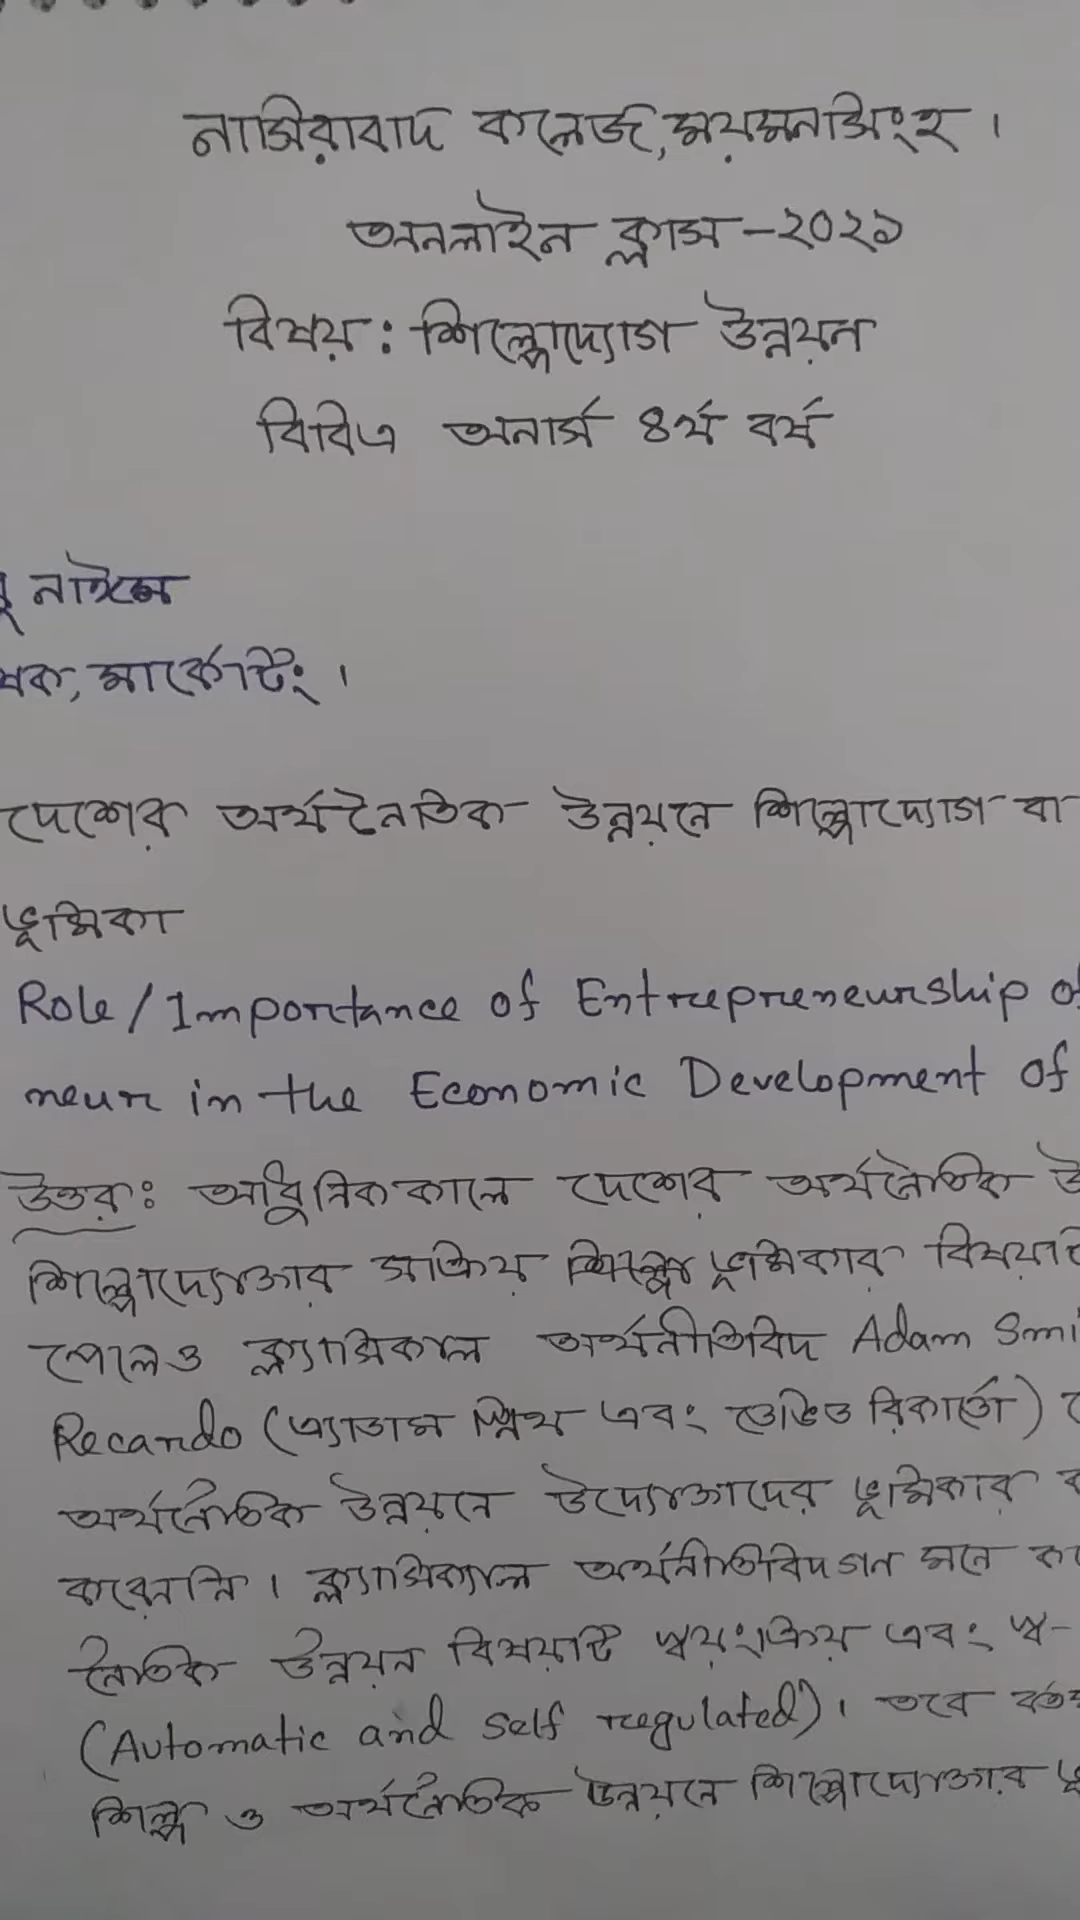 নাসিরাবাদ কলেজ, ময়মনসিংহ ।
অনলাইন ক্লাস -২০২১
বিষয়: শিল্পোদ্যোগ উন্নয়ন
বিবিএ অনার্স ৪র্থ বর্ষ
মার্কেটিং ।
দেশের অর্থনৈতিক উন্নয়নে শিল্পোদ্যোগ বা
ভূমিকা
Role/Importance of Entrepreneurship of
neur in the Economic Development of
উত্তর: আধুনিককালে দেশের অর্থনৈতিক
শিল্পোদ্যোক্তার সক্রিয় ভূমিকার
পেলেও ক্ল্যাসিকাল অর্থনীতিবিদ Adam Smi
Recardo (এ্যাডাম স্মিথ এবং ডেভিড রিকার্ডো)
অর্থনৈতিক উন্নয়নে উদ্যোক্তাদের ভূমিকার
করেননি । ক্ল্যাসিক্যাল অর্থনীতিবিদগন মনে
নৈতিক উন্নয়ন বিষয়টি স্বয়ংক্রিয় এবং স্ব-
(Automatic and self regulated) । তবে
শিল্প ও অর্থনৈতিক উন্নয়নে শিল্পোদ্যোক্তার